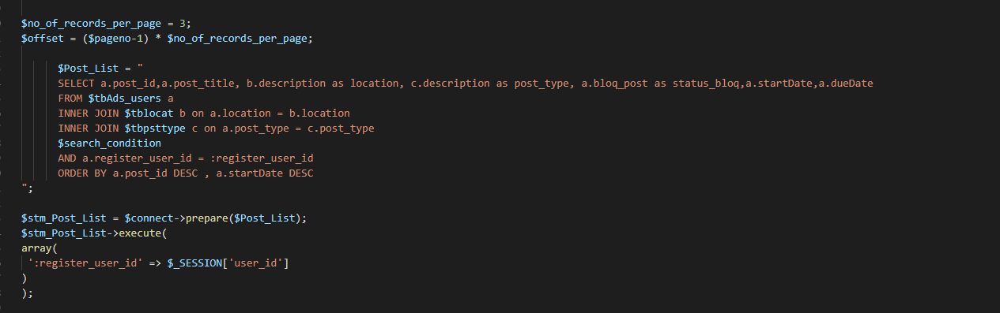 $no_of_records_per_page = 3;
$offset = ($pageno-1) * $no_of_records_per_page;
$Post_List = "
SELECT a.post_id,a.post_title, b.description as location, c.description as post_type, a.bloq_post as status_bloq,a.startDate,a.dueDate
FROM $tbAds_users a
INNER JOIN $tblocat b on a.location = b.location
INNER JOIN $tbpsttype c on a.post_type = c.post_type
$search_condition
AND a.register_user_id = :register_user_id
ORDER BY a.post_id DESC , a.startDate DESC
";
$stm_Post_List = $connect->prepare($Post_List);
$stm_Post_List->execute(
array(
':register_user_id' => $_SESSION['user_id']
)
);